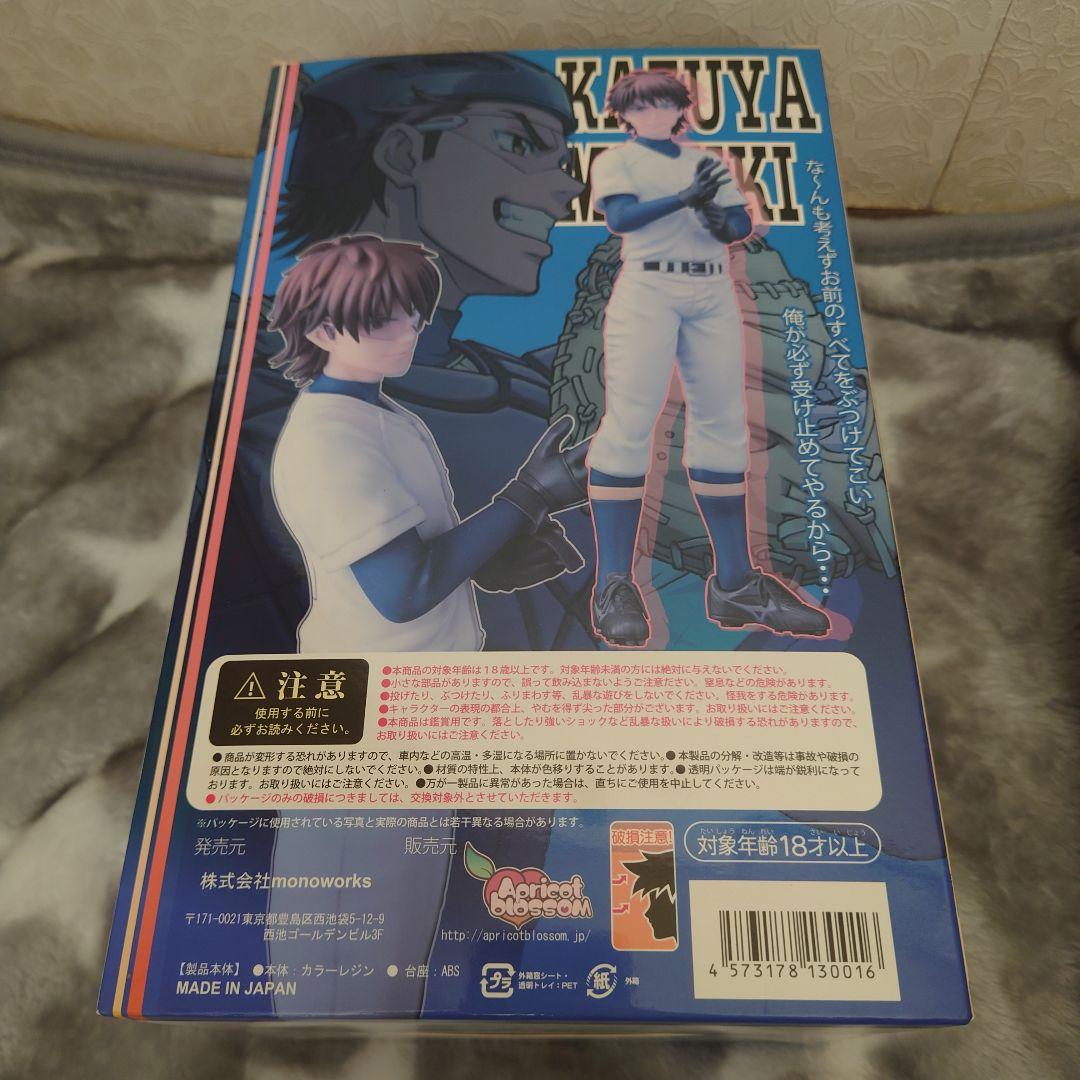 KAZUYA
MIYUKI
な〜んも考えずお前のすべてをぶつけてこい
俺が必ず受け止めてやるから・・・
注意
使用する前に
必ずお読みください。
●本商品の対象年齢は18歳以上です。対象年齢未満の方には絶対に与えないでください。
●小さな部品がありますので、誤って飲み込まないようご注意ください。窒息などの危険があります。
●投げたり、ぶつけたり、ふりまわす等、乱暴な遊びをしないでください。怪我をする危険があります。
●キャラクターの表現の都合上、やむを得ず尖った部分がございます。お取り扱いにはご注意ください。
●本商品は鑑賞用です。落としたり強いショックなど乱暴な扱いにより破損する恐れがありますので、
お取り扱いにはご注意ください。
●商品が変形する恐れがありますので、車内などの高温・多湿になる場所に置かないでください。●本製品の分解・改造等は事故や破損の
原因となりますので絶対にしないでください。●材質の特性上、本体が色移りすることがあります。●透明パッケージは端が鋭利になって
おります。お取り扱いにはご注意ください。●万が一製品に異常があった場合は、直ちにご使用を中止してください。
●パッケージのみの破損につきましては、交換対象外とさせていただきます。
※パッケージに使用されている写真と実際の商品とは若干異なる場合があります。
発売元
株式会社monoworks
〒171-0021東京都豊島区西池袋5-12-9
西池ゴールデンビル3F
販売元
Apricot
blossom
http://apricotblossom.jp/
破損注意!
たいしょうねんれい さいいじょう
対象年齢18才以上
【製品本体】 ●本体：カラーレジン ●台座：ABS
MADE IN JAPAN
プラ
外箱窓シート・
透明トレイ：PET
紙
外箱
4 573178 130016